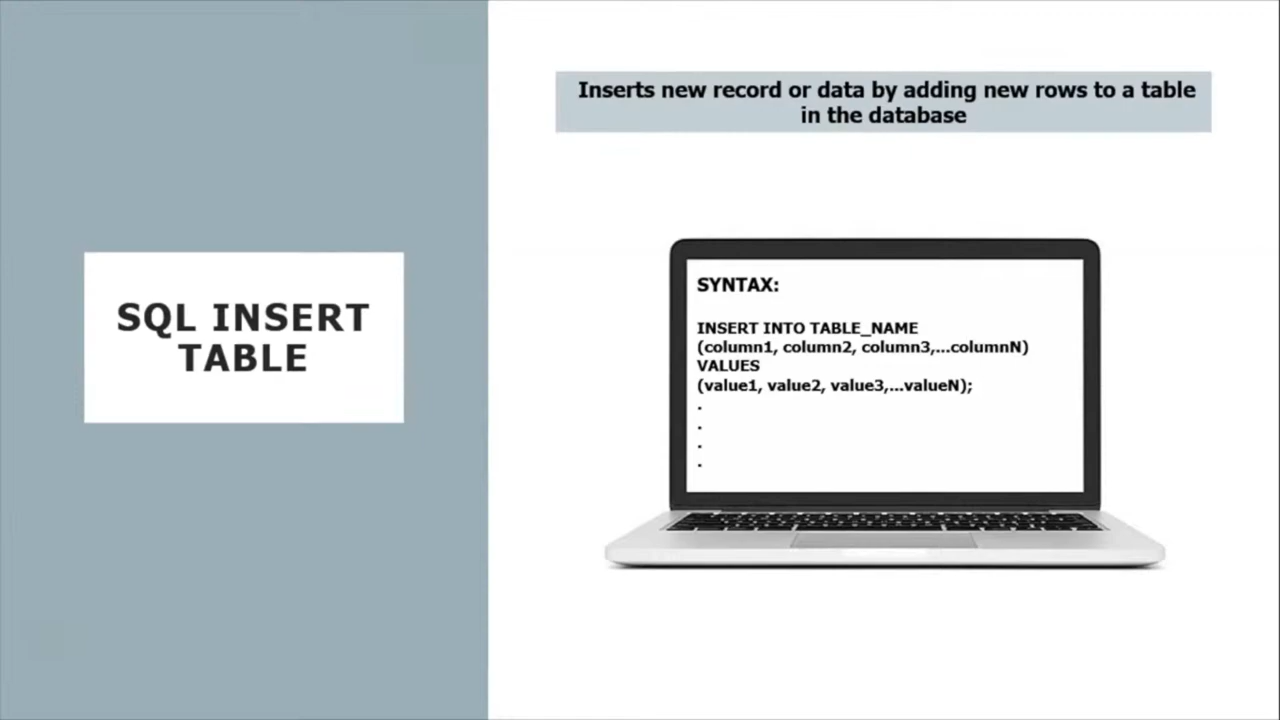 SQL INSERT
TABLE
Inserts new record or data by adding new rows to a table
in the database
SYNTAX:
INSERT INTO TABLE_NAME
(column1, column2, column3,...columnN)
VALUES
(value1, value2, value3,...valueN);
.
.
.
.